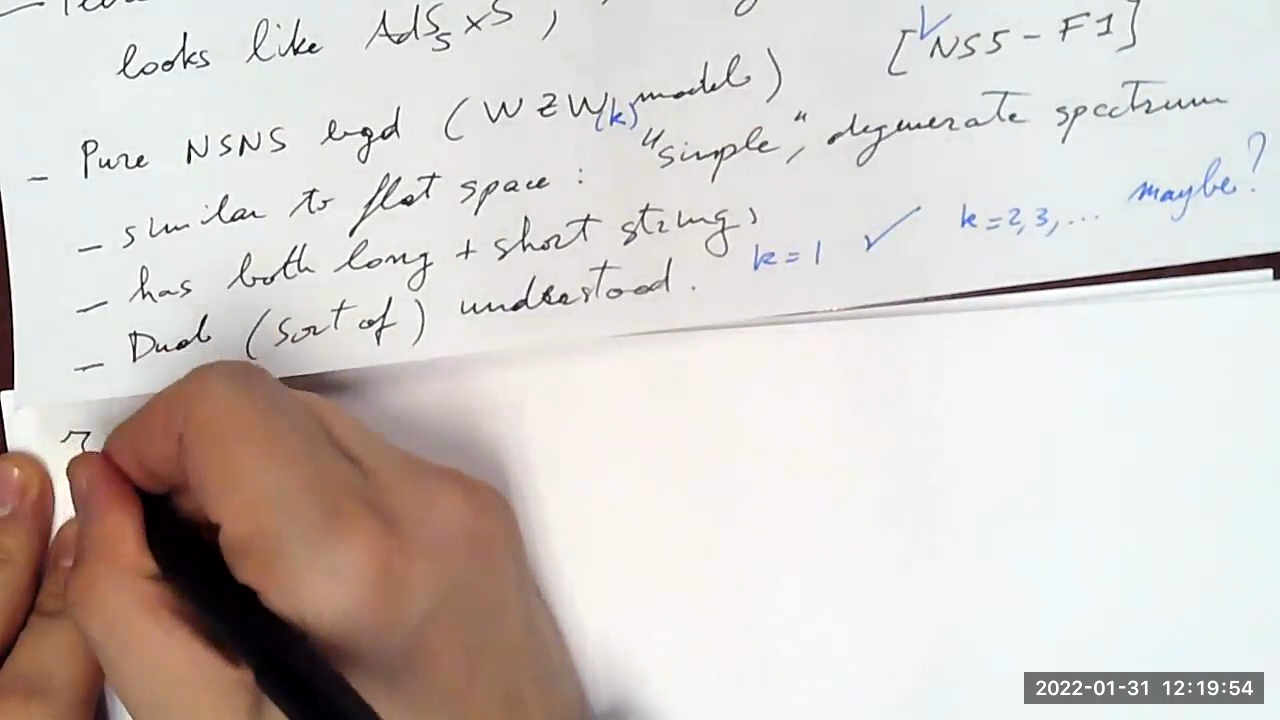 looks like AdS5 x S ,
- Pure NSNS bgd (WZW(k) model) [NS5 - F1]
- similar to flat space : "simple", degenerate spectrum
- has both long + short strings, k=1 ✓ k=2,3,... maybe?
- Dual (sort of) understood.
2022-01-31 12:19:54